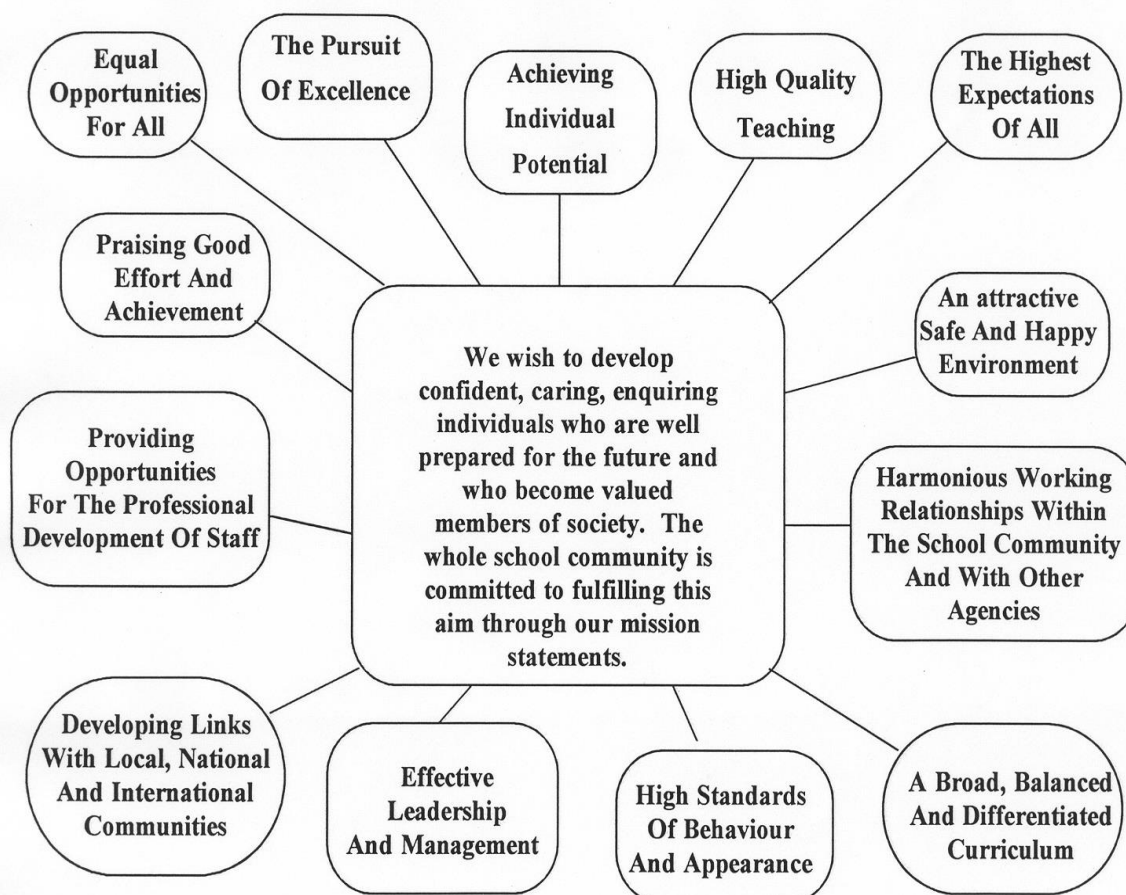 Equal
Opportunities
For All
The Pursuit
Of Excellence
Achieving
Individual
Potential
High Quality
Teaching
The Highest
Expectations
Of All
Praising Good
Effort And
Achievement
An attractive
Safe And Happy
Environment
We wish to develop
confident, caring, enquiring
individuals who are well
prepared for the future and
who become valued
members of society.  The
whole school community is
committed to fulfilling this
aim through our mission
statements.
Providing
Opportunities
For The Professional
Development Of Staff
Harmonious Working
Relationships Within
The School Community
And With Other
Agencies
Developing Links
With Local, National
And International
Communities
Effective
Leadership
And Management
High Standards
Of Behaviour
And Appearance
A Broad, Balanced
And Differentiated
Curriculum